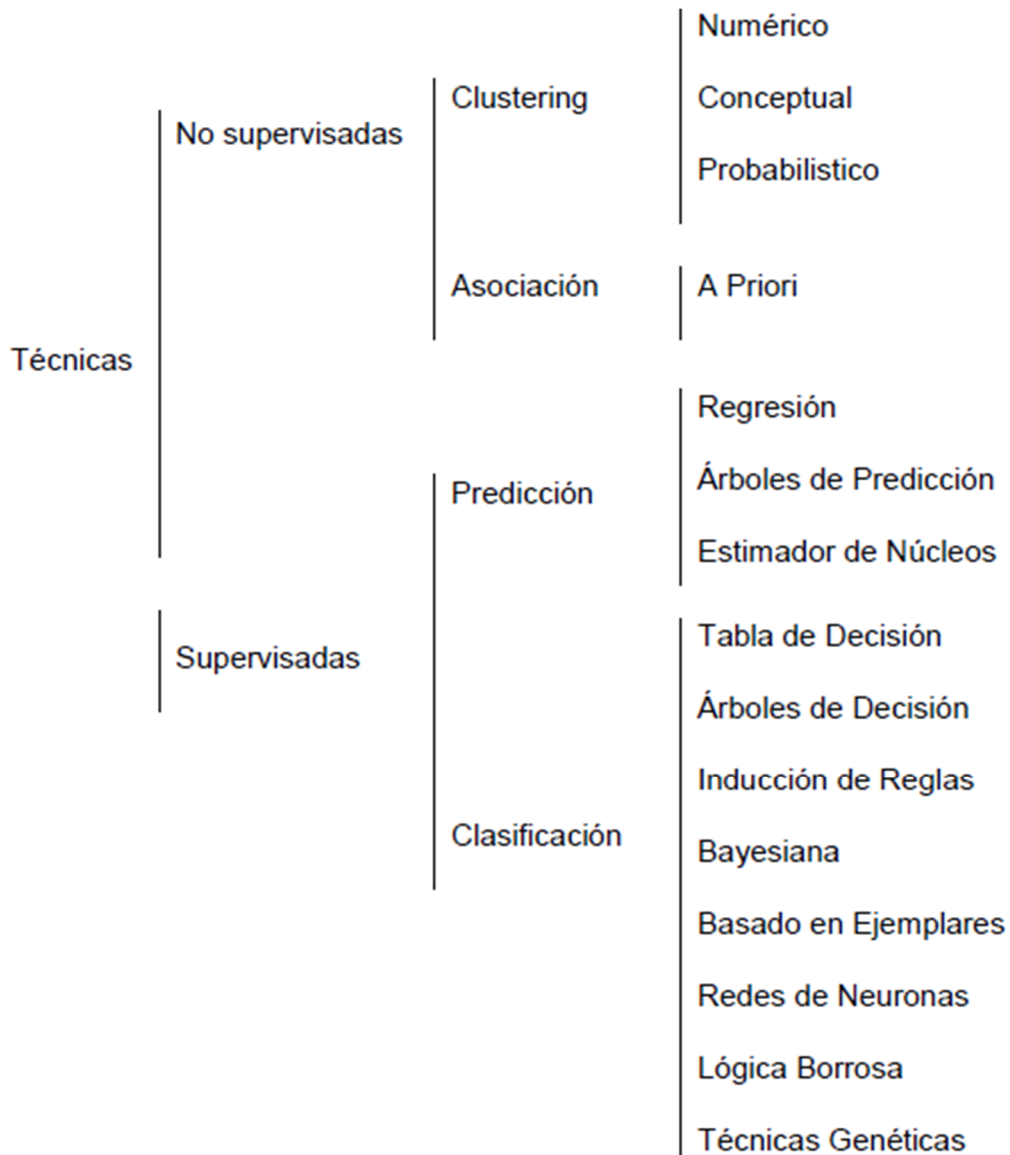 Técnicas
No supervisadas
Clustering
Numérico
Conceptual
Probabilistico
Asociación
A Priori
Supervisadas
Predicción
Regresión
Árboles de Predicción
Estimador de Núcleos
Clasificación
Tabla de Decisión
Árboles de Decisión
Inducción de Reglas
Bayesiana
Basado en Ejemplares
Redes de Neuronas
Lógica Borrosa
Técnicas Genéticas